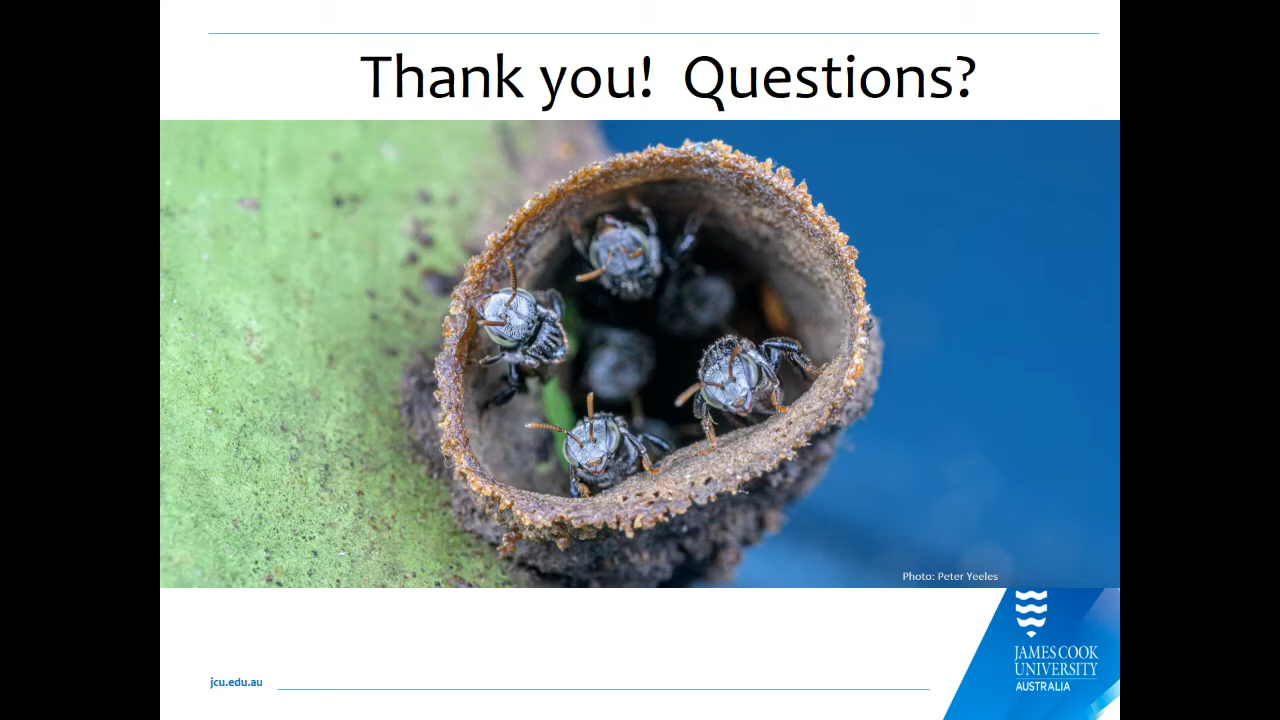 Thank you!  Questions?
Photo: Peter Yeeles
jcu.edu.au
JAMES COOK
UNIVERSITY
AUSTRALIA